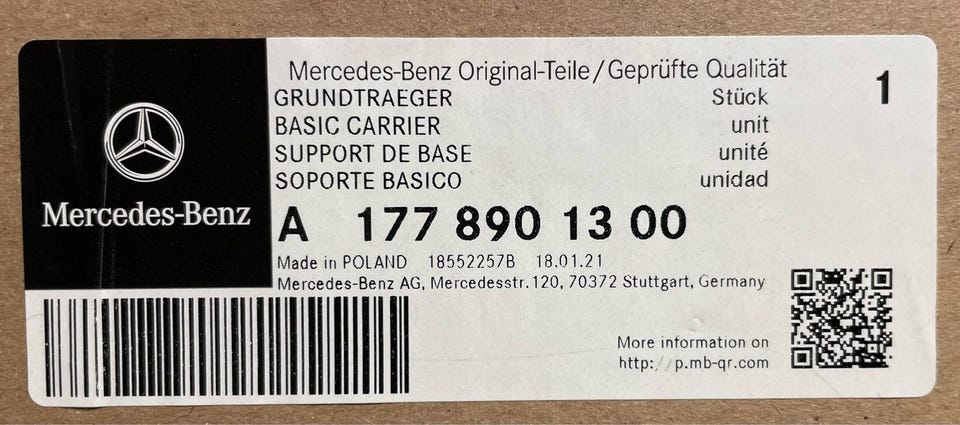 Mercedes-Benz
Mercedes-Benz Original-Teile/Geprüfte Qualität
GRUNDTRAEGER Stück 1
BASIC CARRIER unit
SUPPORT DE BASE unité
SOPORTE BASICO unidad
A 177 890 13 00
Made in POLAND 18552257B 18.01.21
Mercedes-Benz AG, Mercedesstr. 120, 70372 Stuttgart, Germany
More information on
http://p.mb-qr.com